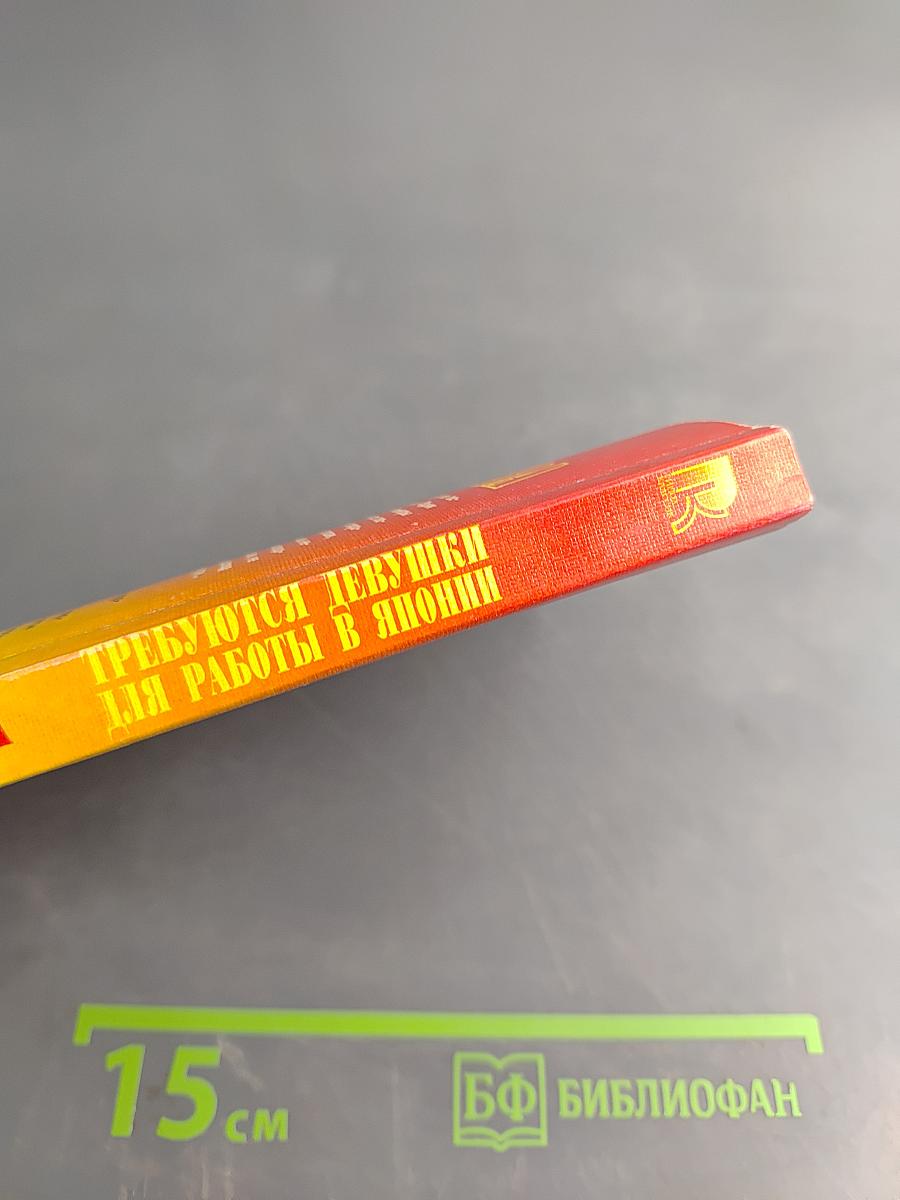 ТРЕБУЮТСЯ ДЕВУШКИ
ДЛЯ РАБОТЫ В ЯПОНИИ
15 см
БФ БИБЛИОФАН